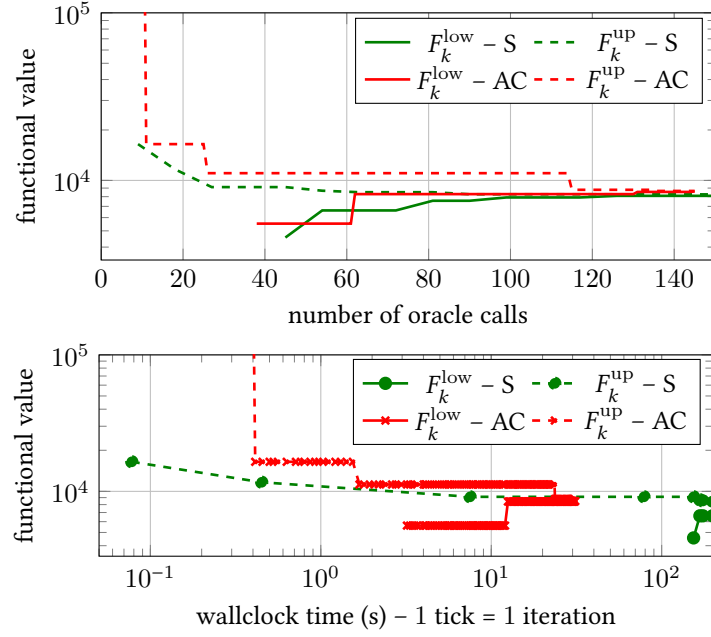 10^5
F_k^low – S F_k^up – S
F_k^low – AC F_k^up – AC
functional value
10^4
0 20 40 60 80 100 120 140
number of oracle calls
10^5
F_k^low – S F_k^up – S
F_k^low – AC F_k^up – AC
functional value
10^4
10^−1 10^0 10^1 10^2
wallclock time (s) – 1 tick = 1 iteration